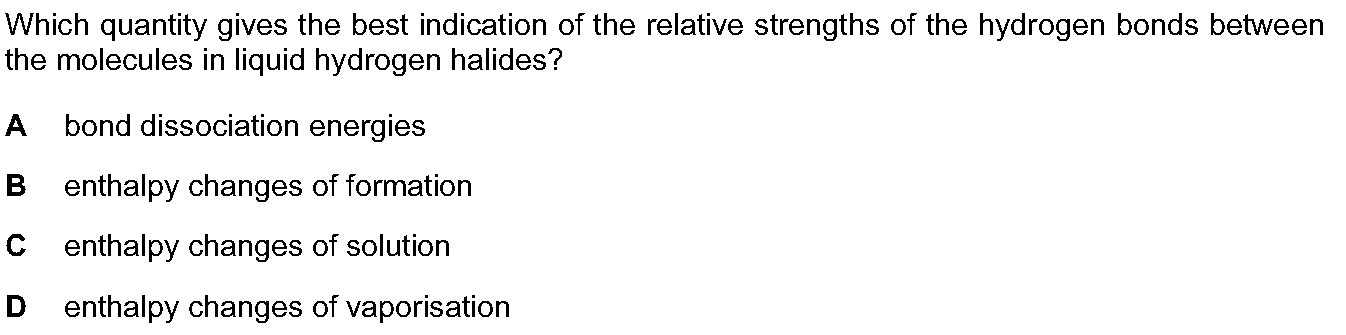 Which quantity gives the best indication of the relative strengths of the hydrogen bonds between
the molecules in liquid hydrogen halides?
A bond dissociation energies
B enthalpy changes of formation
C enthalpy changes of solution
D enthalpy changes of vaporisation